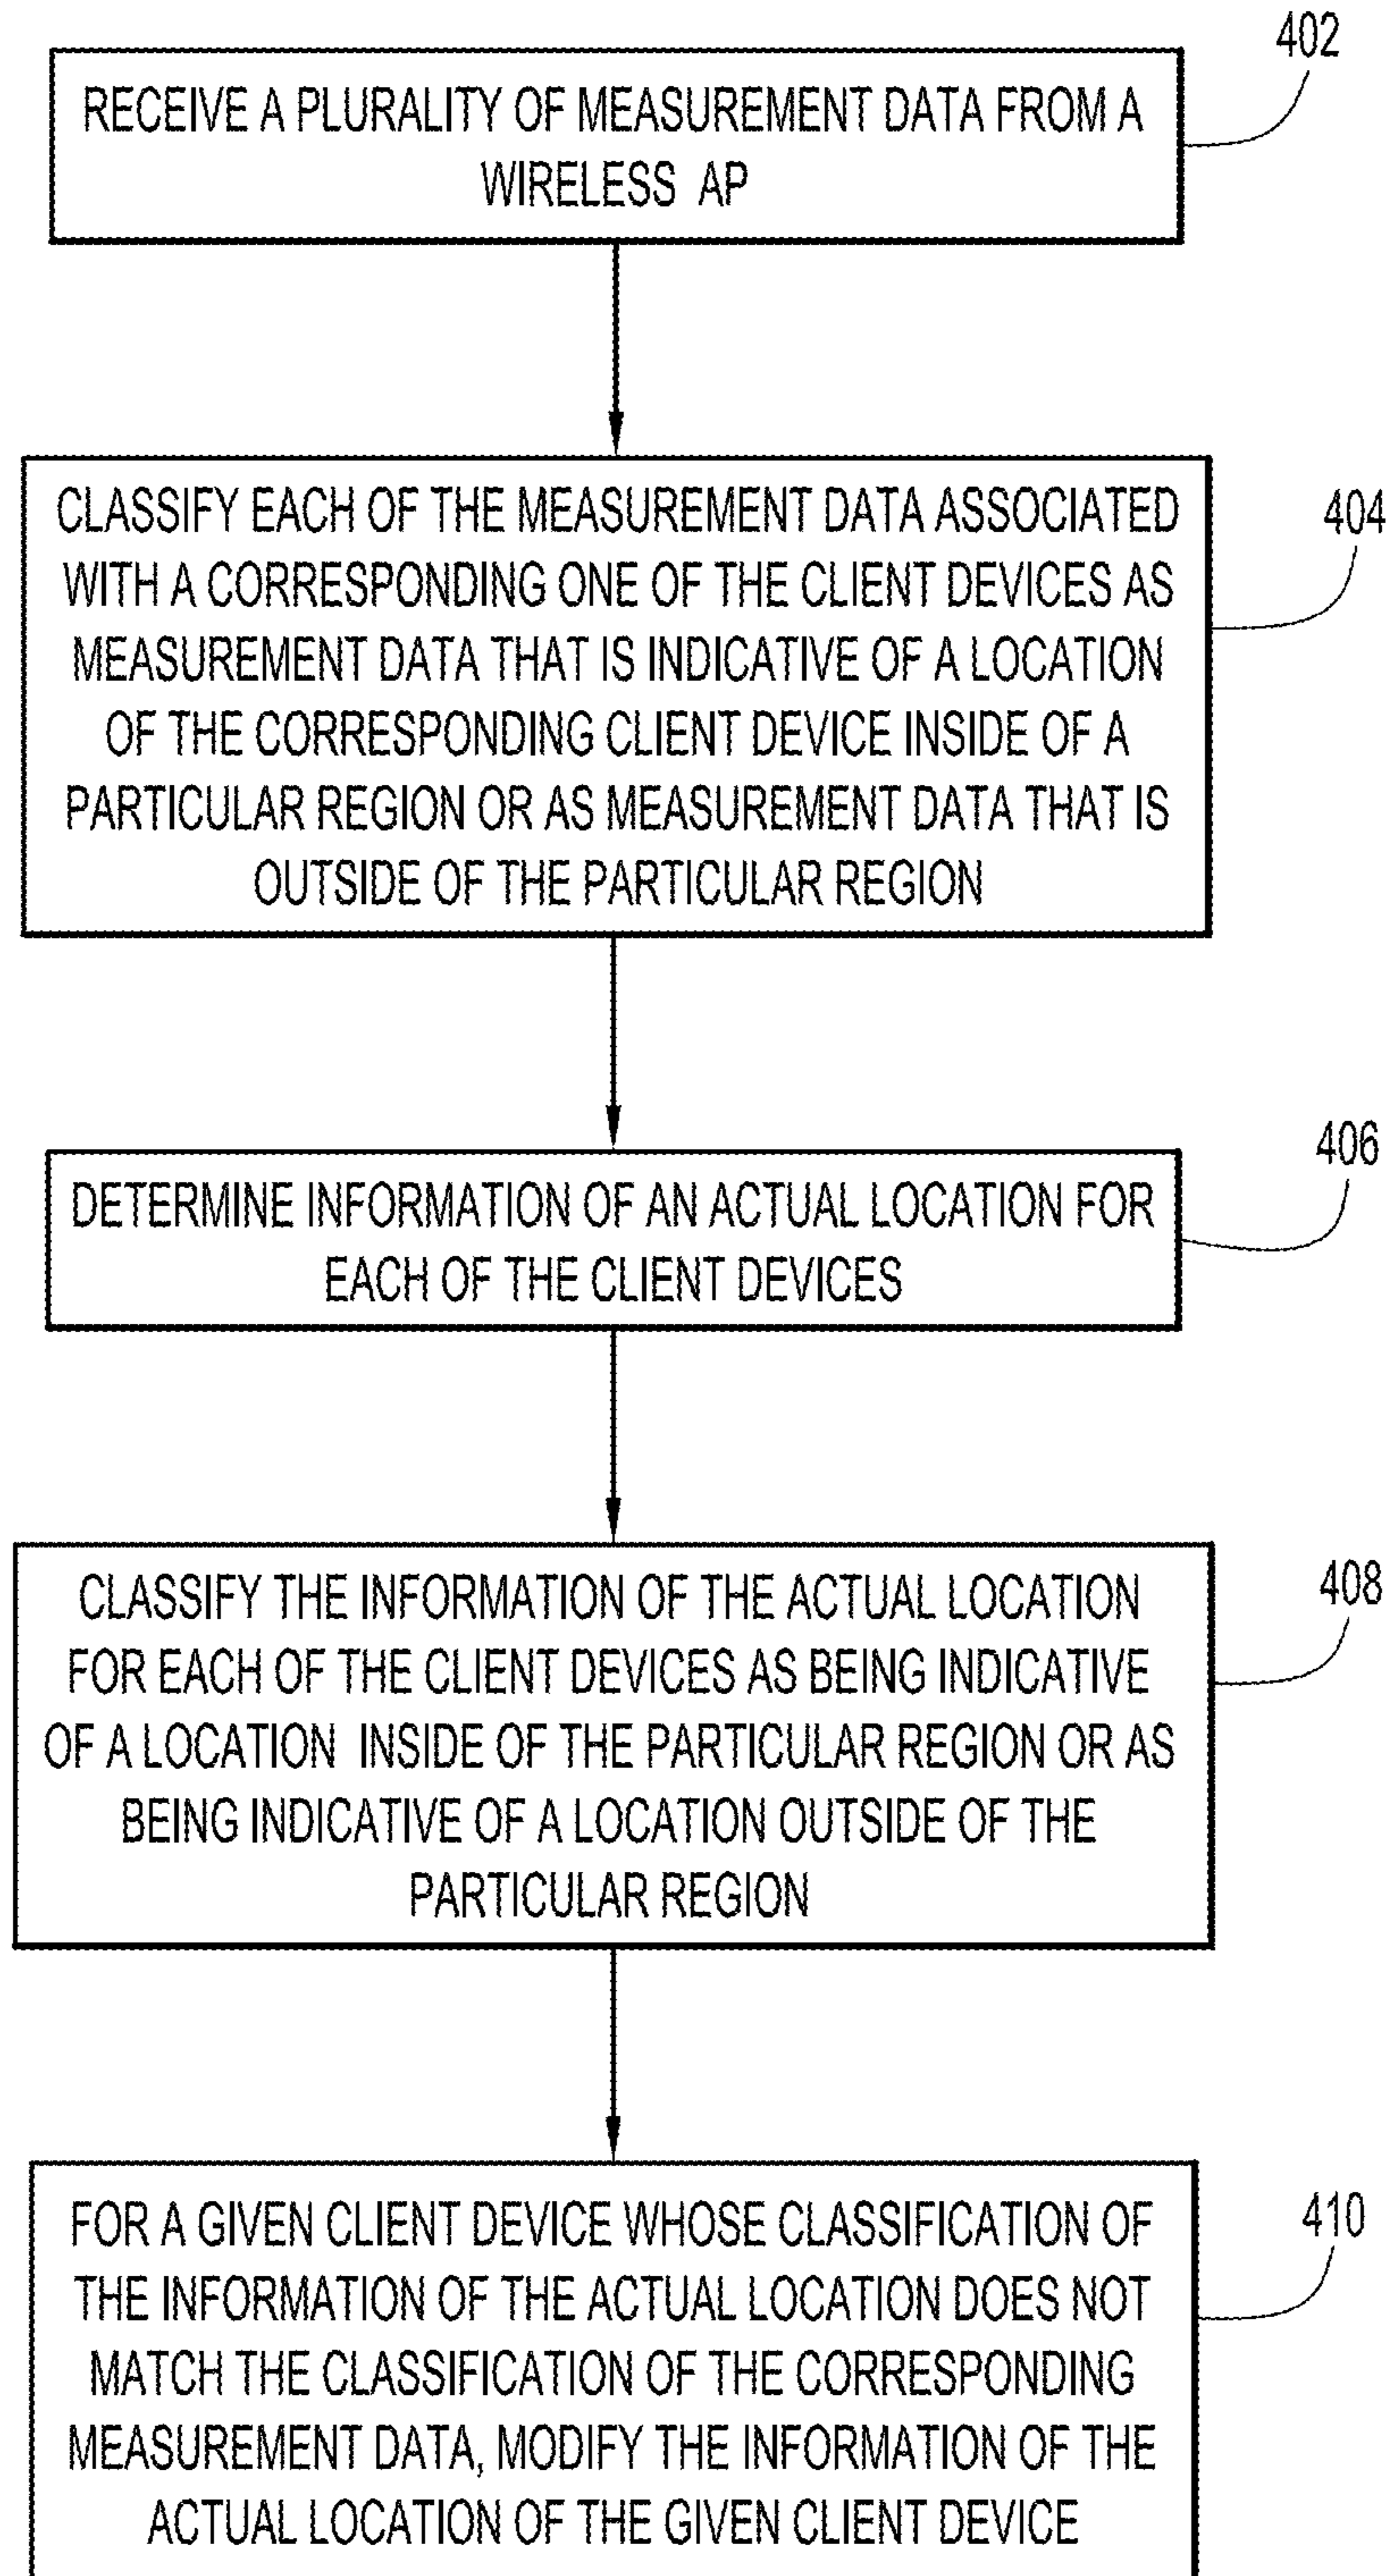 402
RECEIVE A PLURALITY OF MEASUREMENT DATA FROM A
WIRELESS AP
404
CLASSIFY EACH OF THE MEASUREMENT DATA ASSOCIATED
WITH A CORRESPONDING ONE OF THE CLIENT DEVICES AS
MEASUREMENT DATA THAT IS INDICATIVE OF A LOCATION
OF THE CORRESPONDING CLIENT DEVICE INSIDE OF A
PARTICULAR REGION OR AS MEASUREMENT DATA THAT IS
OUTSIDE OF THE PARTICULAR REGION
406
DETERMINE INFORMATION OF AN ACTUAL LOCATION FOR
EACH OF THE CLIENT DEVICES
408
CLASSIFY THE INFORMATION OF THE ACTUAL LOCATION
FOR EACH OF THE CLIENT DEVICES AS BEING INDICATIVE
OF A LOCATION INSIDE OF THE PARTICULAR REGION OR AS
BEING INDICATIVE OF A LOCATION OUTSIDE OF THE
PARTICULAR REGION
410
FOR A GIVEN CLIENT DEVICE WHOSE CLASSIFICATION OF
THE INFORMATION OF THE ACTUAL LOCATION DOES NOT
MATCH THE CLASSIFICATION OF THE CORRESPONDING
MEASUREMENT DATA, MODIFY THE INFORMATION OF THE
ACTUAL LOCATION OF THE GIVEN CLIENT DEVICE